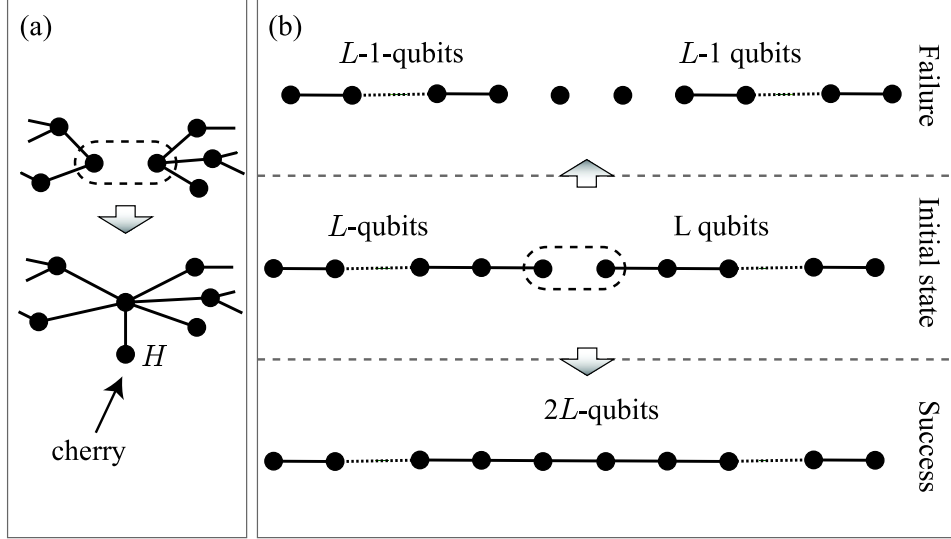 (a)
H
cherry
(b)
L-1-qubits
L-1 qubits
Failure
L-qubits
L qubits
Initial state
2L-qubits
Success